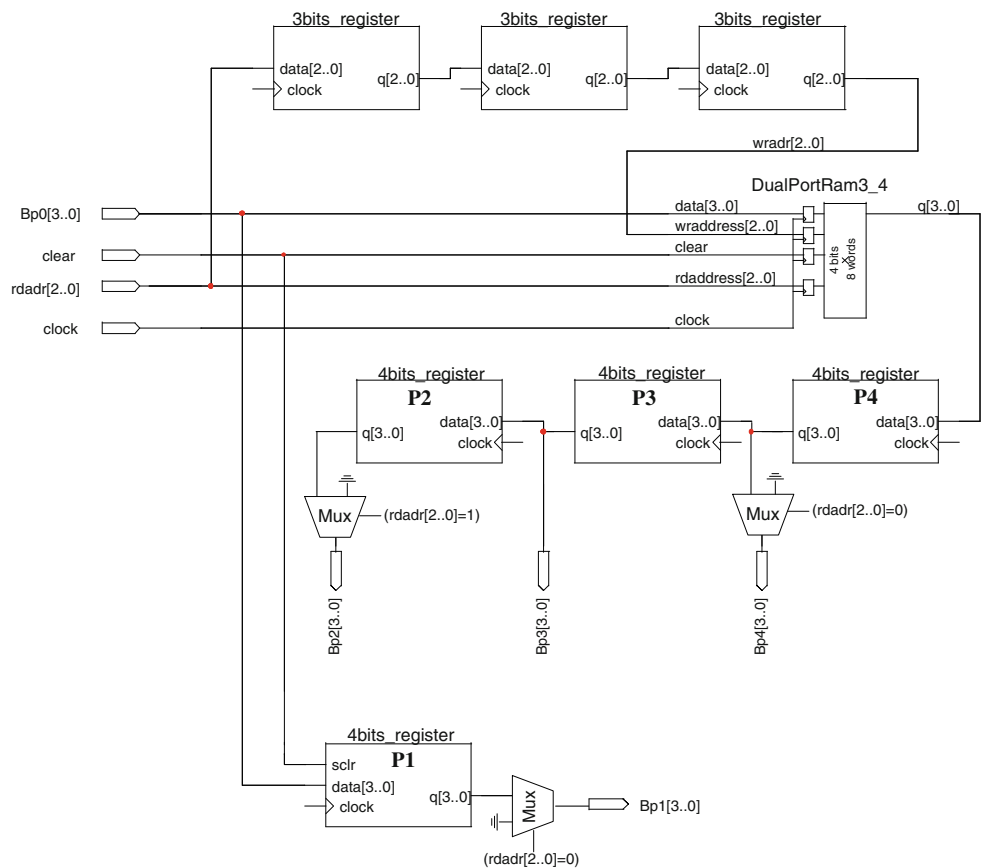 3bits_register 3bits_register 3bits_register
data[2..0] q[2..0] data[2..0] q[2..0] data[2..0] q[2..0]
clock clock clock
wradr[2..0]
DualPortRam3_4
Bp0[3..0] data[3..0] q[3..0]
wraddress[2..0]
clear clear
4 bits
×
8 words
rdadr[2..0] rdaddress[2..0]
clock clock
4bits_register 4bits_register 4bits_register
P2 P3 P4
q[3..0] data[3..0] q[3..0] data[3..0] q[3..0] data[3..0]
clock clock clock
Mux (rdadr[2..0]=1) Mux (rdadr[2..0]=0)
Bp2[3..0] Bp3[3..0] Bp4[3..0]
4bits_register
P1
sclr
data[3..0] q[3..0]
clock
Mux Bp1[3..0]
(rdadr[2..0]=0)